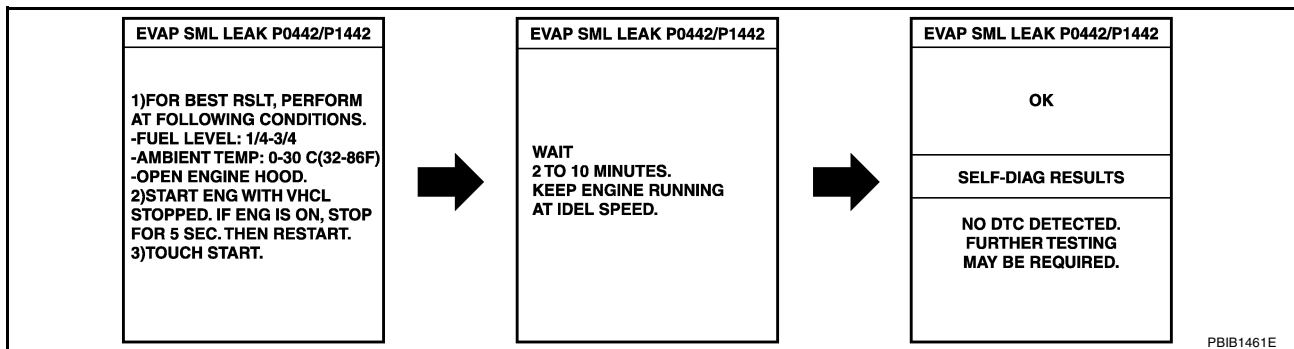 EVAP SML LEAK P0442/P1442
1)FOR BEST RSLT, PERFORM
AT FOLLOWING CONDITIONS.
-FUEL LEVEL: 1/4-3/4
-AMBIENT TEMP: 0-30 C(32-86F)
-OPEN ENGINE HOOD.
2)START ENG WITH VHCL
STOPPED. IF ENG IS ON, STOP
FOR 5 SEC. THEN RESTART.
3)TOUCH START.
EVAP SML LEAK P0442/P1442
WAIT
2 TO 10 MINUTES.
KEEP ENGINE RUNNING
AT IDEL SPEED.
EVAP SML LEAK P0442/P1442
OK
SELF-DIAG RESULTS
NO DTC DETECTED.
FURTHER TESTING
MAY BE REQUIRED.
PBIB1461E